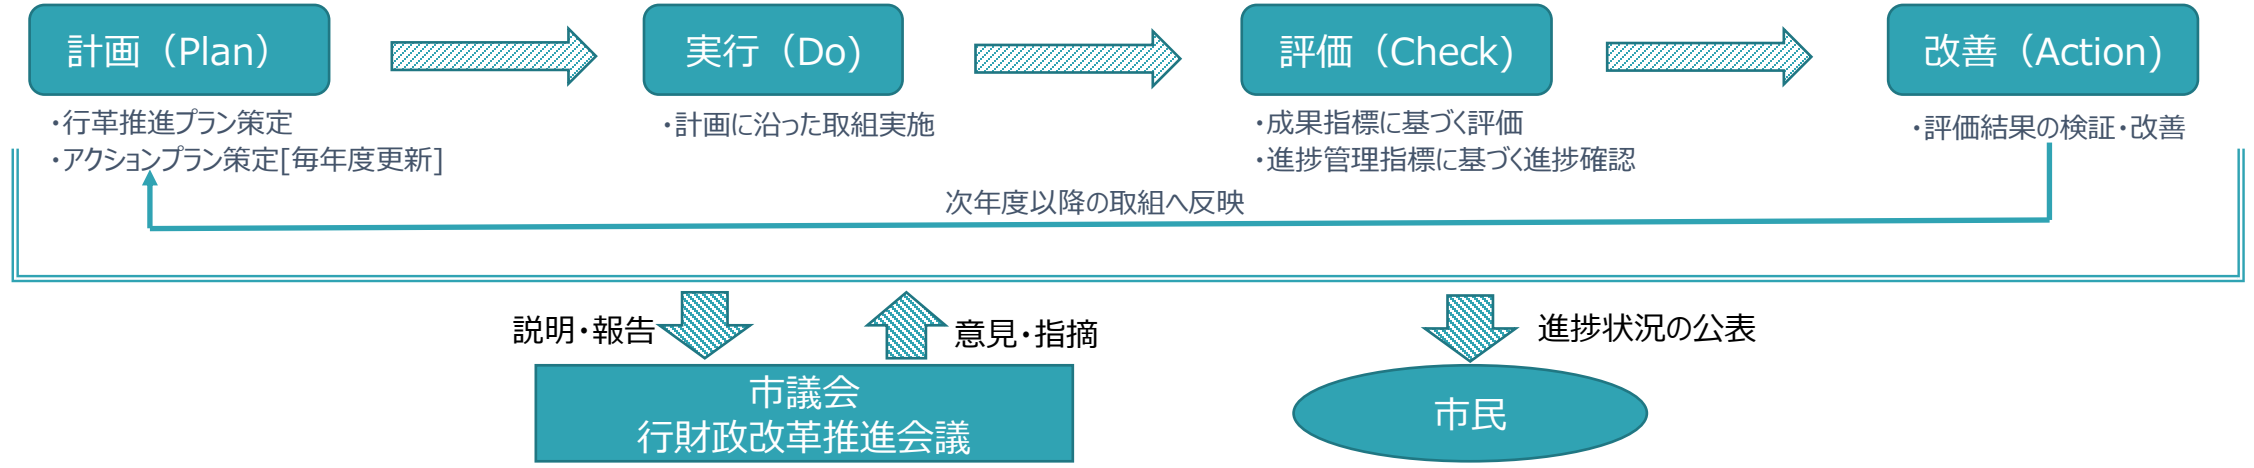 計画（Plan）
実行（Do)
評価（Check)
改善（Action)
・行革推進プラン策定
・アクションプラン策定[毎年度更新]
・計画に沿った取組実施
・成果指標に基づく評価
・進捗管理指標に基づく進捗確認
・評価結果の検証・改善
次年度以降の取組へ反映
説明・報告
意見・指摘
進捗状況の公表
市議会
行財政改革推進会議
市民